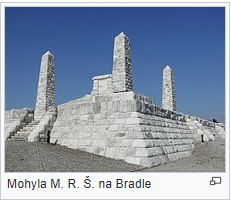 Mohyla M. R. Š. na Bradle